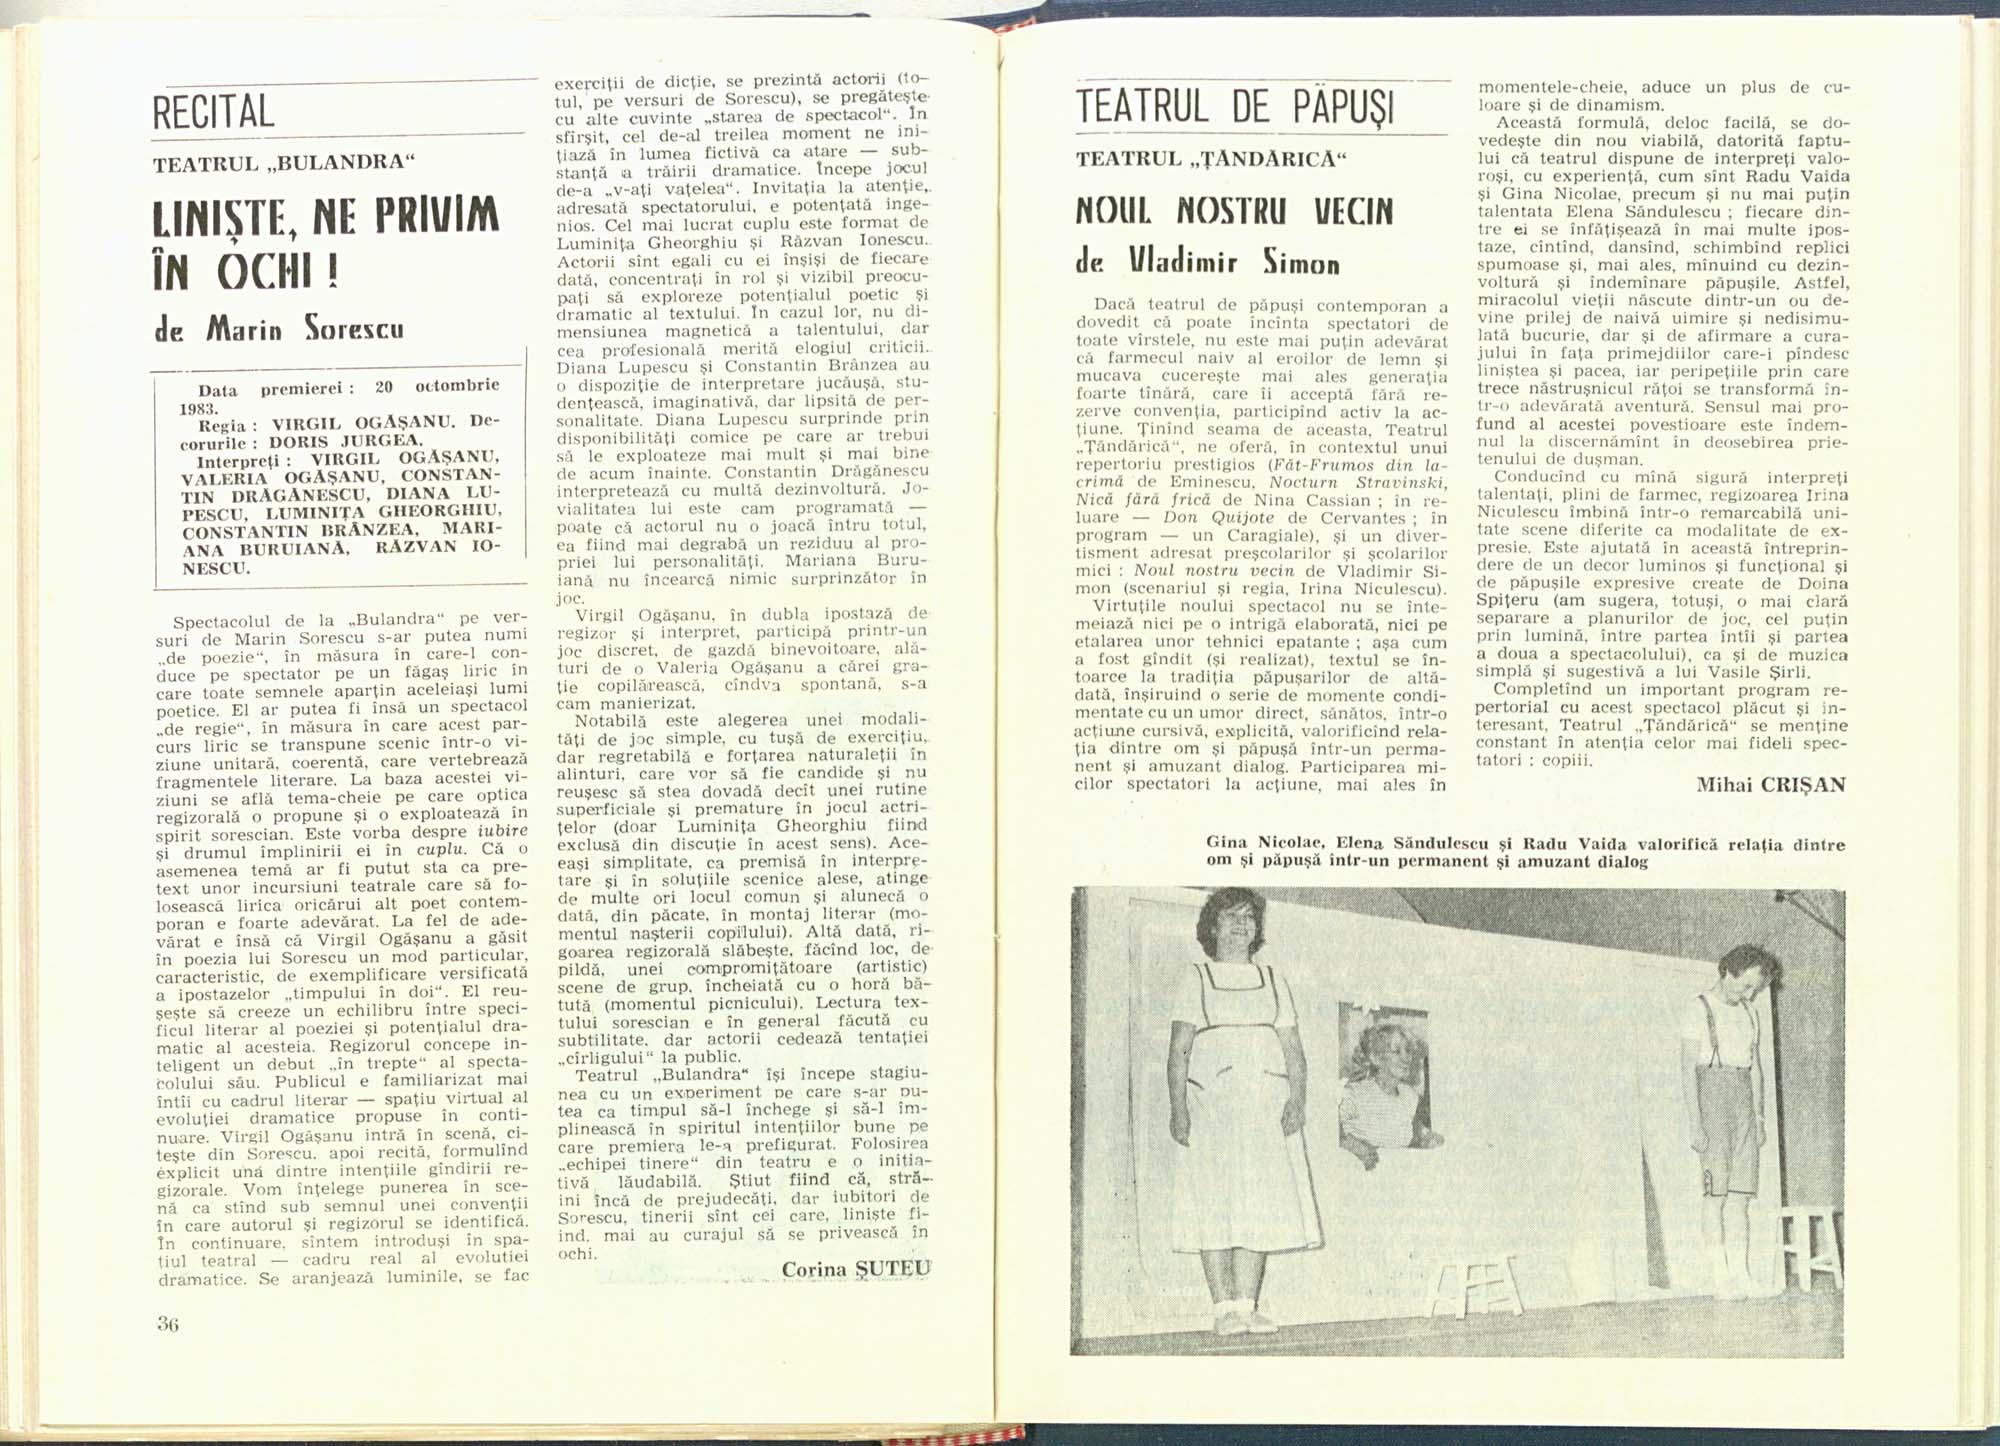 RECITAL
TEATRUL „BULANDRA“
LINIȘTE, NE PRIVIM
ÎN OCHI !
de Marin Sorescu
Data premierei : 20 octombrie
1983.
Regia : VIRGIL OGĂȘANU. De-
corurile : DORIS JURGEA.
Interpreți : VIRGIL OGĂȘANU,
VALERIA OGĂȘANU, CONSTAN-
TIN DRĂGĂNESCU, DIANA LU-
PESCU, LUMINIȚA GHEORGHIU,
CONSTANTIN BRÂNZEA, MARI-
ANA BURUIANĂ, RĂZVAN IO-
NESCU.
Spectacolul de la „Bulandra“ pe ver-
suri de Marin Sorescu s-ar putea numi
„de poezie“, în măsura în care-l con-
duce pe spectator pe un făgaș liric în
care toate semnele aparțin aceleiași lumi
poetice. El ar putea fi însă un spectacol
„de regie“, în măsura în care acest par-
curs liric se transpune scenic într-o vi-
ziune unitară, coerentă, care vertebrează
fragmentele literare. La baza acestei vi-
ziuni se află tema-cheie pe care optica
regizorală o propune și o exploatează în
spirit sorescian. Este vorba despre iubire
și drumul împlinirii ei în cuplu. Că o
asemenea temă ar fi putut sta ca pre-
text unor incursiuni teatrale care să fo-
losească lirica oricărui alt poet contem-
poran e foarte adevărat. La fel de ade-
vărat e însă că Virgil Ogășanu a găsit
în poezia lui Sorescu un mod particular,
caracteristic, de exemplificare versificată
a ipostazelor „timpului în doi“. El reu-
șește să creeze un echilibru între speci-
ficul literar al poeziei și potențialul dra-
matic al acesteia. Regizorul concepe in-
teligent un debut „în trepte“ al specta-
colului său. Publicul e familiarizat mai
întîi cu cadrul literar — spațiu virtual al
evoluției dramatice propuse în conti-
nuare. Virgil Ogășanu intră în scenă, ci-
tește din Sorescu, apoi recită, formulînd
explicit una dintre intențiile gîndirii re-
gizorale. Vom înțelege punerea în sce-
nă ca stînd sub semnul unei convenții
în care autorul și regizorul se identifică.
În continuare, sîntem introduși în spa-
țiul teatral — cadru real al evoluției
dramatice. Se aranjează luminile, se fac
exerciții de dicție, se prezintă actorii (to-
tul, pe versuri de Sorescu), se pregătește
cu alte cuvinte „starea de spectacol“. În
sfîrșit, cel de-al treilea moment ne ini-
țiază în lumea fictivă ca atare — sub-
stanță a trăirii dramatice. Începe jocul
de-a „v-ați vațelea“. Invitația la atenție,
adresată spectatorului, e potențată inge-
nios. Cel mai lucrat cuplu este format de
Luminița Gheorghiu și Răzvan Ionescu.
Actorii sînt egali cu ei înșiși de fiecare
dată, concentrați în rol și vizibil preocu-
pați să exploreze potențialul poetic și
dramatic al textului. În cazul lor, nu di-
mensiunea magnetică a talentului, dar
cea profesională merită elogiul criticii.
Diana Lupescu și Constantin Brânzea au
o dispoziție de interpretare jucăușă, stu-
dențească, imaginativă, dar lipsită de per-
sonalitate. Diana Lupescu surprinde prin
disponibilități comice pe care ar trebui
să le exploateze mai mult și mai bine
de acum înainte. Constantin Drăgănescu
interpretează cu multă dezinvoltură. Jo-
vialitatea lui este cam programată —
poate că actorul nu o joacă întru totul,
ea fiind mai degrabă un reziduu al pro-
priei lui personalități. Mariana Buru-
iană nu încearcă nimic surprinzător în
joc.
Virgil Ogășanu, în dubla ipostază de
regizor și interpret, participă printr-un
joc discret, de gazdă binevoitoare, ală-
turi de o Valeria Ogășanu a cărei gra-
ție copilărească, cîndva spontană, s-a
cam manierizat.
Notabilă este alegerea unei modali-
tăți de joc simple, cu tușă de exercițiu,
dar regretabilă e forțarea naturaleții în
alinturi, care vor să fie candide și nu
reușesc să stea dovadă decît unei rutine
superficiale și premature în jocul actri-
țelor (doar Luminița Gheorghiu fiind
exclusă din discuție în acest sens). Ace-
eași simplitate, ca premisă în interpre-
tare și în soluțiile scenice alese, atinge
de multe ori locul comun și alunecă o
dată, din păcate, în montaj literar (mo-
mentul nașterii copilului). Altă dată, ri-
goarea regizorală slăbește, făcînd loc, de
pildă, unei compromițătoare (artistic)
scene de grup, încheiată cu o horă bă-
tută (momentul picnicului). Lectura tex-
tului sorescian e în general făcută cu
subtilitate, dar actorii cedează tentației
„cîrligului“ la public.
Teatrul „Bulandra“ își începe stagiu-
nea cu un experiment pe care s-ar pu-
tea ca timpul să-l închege și să-l îm-
plinească în spiritul intențiilor bune pe
care premiera le-a prefigurat. Folosirea
„echipei tinere“ din teatru e o iniția-
tivă lăudabilă. Știut fiind că, stră-
ini încă de prejudecăți, dar iubitori de
Sorescu, tinerii sînt cei care, liniște fi-
ind, mai au curajul să se privească în
ochi.
Corina ȘUTEU
36
TEATRUL DE PĂPUȘI
TEATRUL „ȚĂNDĂRICĂ“
NOUL NOSTRU VECIN
de Vladimir Simon
Dacă teatrul de păpuși contemporan a
dovedit că poate încînta spectatori de
toate vîrstele, nu este mai puțin adevărat
că farmecul naiv al eroilor de lemn și
mucava cucerește mai ales generația
foarte tînără, care îi acceptă fără re-
zerve convenția, participînd activ la ac-
țiune. Ținînd seama de aceasta, Teatrul
„Țăndărică“, ne oferă, în contextul unui
repertoriu prestigios (Făt-Frumos din la-
crimă de Eminescu, Nocturn Stravinski,
Nică fără frică de Nina Cassian ; în re-
luare — Don Quijote de Cervantes ; în
program — un Caragiale), și un diver-
tisment adresat preșcolarilor și școlarilor
mici : Noul nostru vecin de Vladimir Si-
mon (scenariul și regia, Irina Niculescu).
Virtuțile noului spectacol nu se înte-
meiază nici pe o intrigă elaborată, nici pe
etalarea unor tehnici epatante ; așa cum
a fost gîndit (și realizat), textul se în-
toarce la tradiția păpușarilor de altă-
dată, înșiruind o serie de momente condi-
mentate cu un umor direct, sănătos, într-o
acțiune cursivă, explicită, valorificînd rela-
ția dintre om și păpușă într-un perma-
nent și amuzant dialog. Participarea mi-
cilor spectatori la acțiune, mai ales în
momentele-cheie, aduce un plus de cu-
loare și de dinamism.
Această formulă, deloc facilă, se do-
vedește din nou viabilă, datorită faptu-
lui că teatrul dispune de interpreți valo-
roși, cu experiență, cum sînt Radu Vaida
și Gina Nicolae, precum și nu mai puțin
talentata Elena Săndulescu ; fiecare din-
tre ei se înfățișează în mai multe ipos-
taze, cîntînd, dansînd, schimbînd replici
spumoase și, mai ales, mînuind cu dezin-
voltură și îndemînare păpușile. Astfel,
miracolul vieții născute dintr-un ou de-
vine prilej de naivă uimire și nedisimu-
lată bucurie, dar și de afirmare a cura-
jului în fața primejdiilor care-i pîndesc
liniștea și pacea, iar peripețiile prin care
trece năstrușnicul rățoi se transformă în-
tr-o adevărată aventură. Sensul mai pro-
fund al acestei povestioare este îndem-
nul la discernămînt în deosebirea prie-
tenului de dușman.
Conducînd cu mînă sigură interpreți
talentați, plini de farmec, regizoarea Irina
Niculescu îmbină într-o remarcabilă uni-
tate scene diferite ca modalitate de ex-
presie. Este ajutată în această întreprin-
dere de un decor luminos și funcțional și
de păpușile expresive create de Doina
Spițeru (am sugera, totuși, o mai clară
separare a planurilor de joc, cel puțin
prin lumină, între partea întîi și partea
a doua a spectacolului), ca și de muzica
simplă și sugestivă a lui Vasile Șirli.
Completînd un important program re-
pertorial cu acest spectacol plăcut și in-
teresant, Teatrul „Țăndărică“ se menține
constant în atenția celor mai fideli spec-
tatori : copiii.
Mihai CRIȘAN
Gina Nicolae, Elena Săndulescu și Radu Vaida valorifică relația dintre
om și păpușă într-un permanent și amuzant dialog